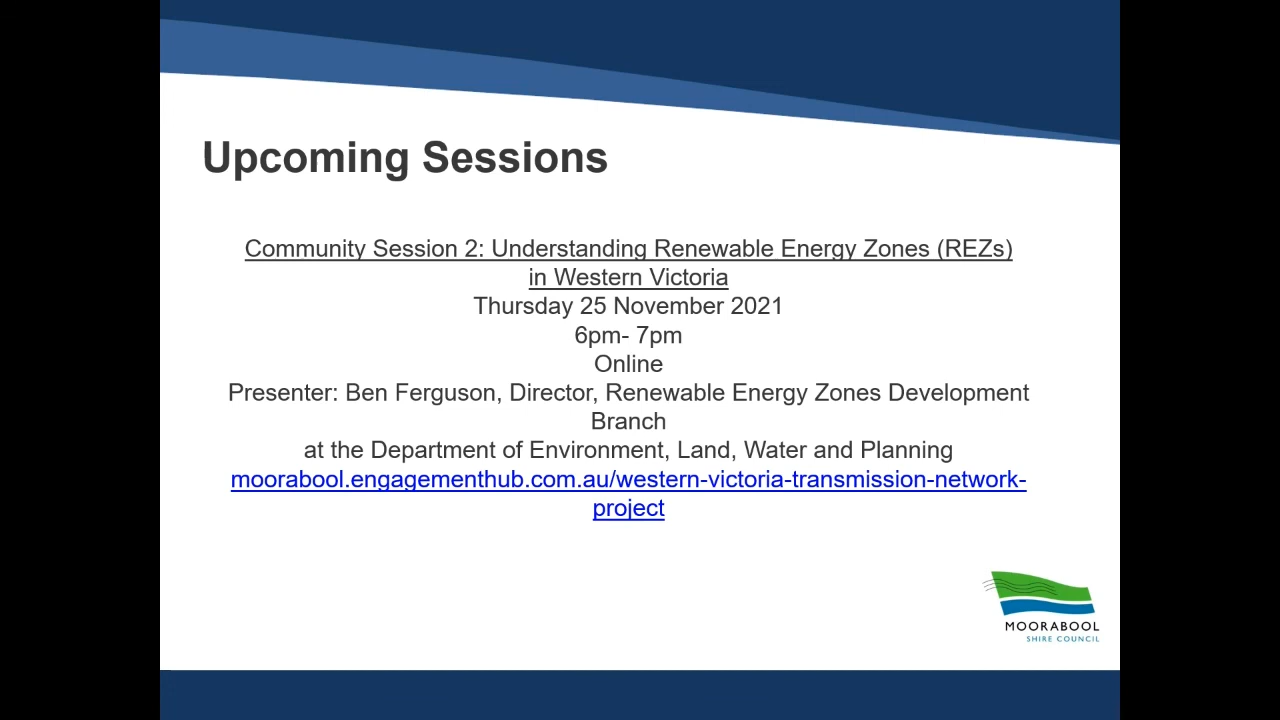 Upcoming Sessions
Community Session 2: Understanding Renewable Energy Zones (REZs)
in Western Victoria
Thursday 25 November 2021
6pm- 7pm
Online
Presenter: Ben Ferguson, Director, Renewable Energy Zones Development
Branch
at the Department of Environment, Land, Water and Planning
moorabool.engagementhub.com.au/western-victoria-transmission-network-
project
MOORABOOL
SHIRE COUNCIL